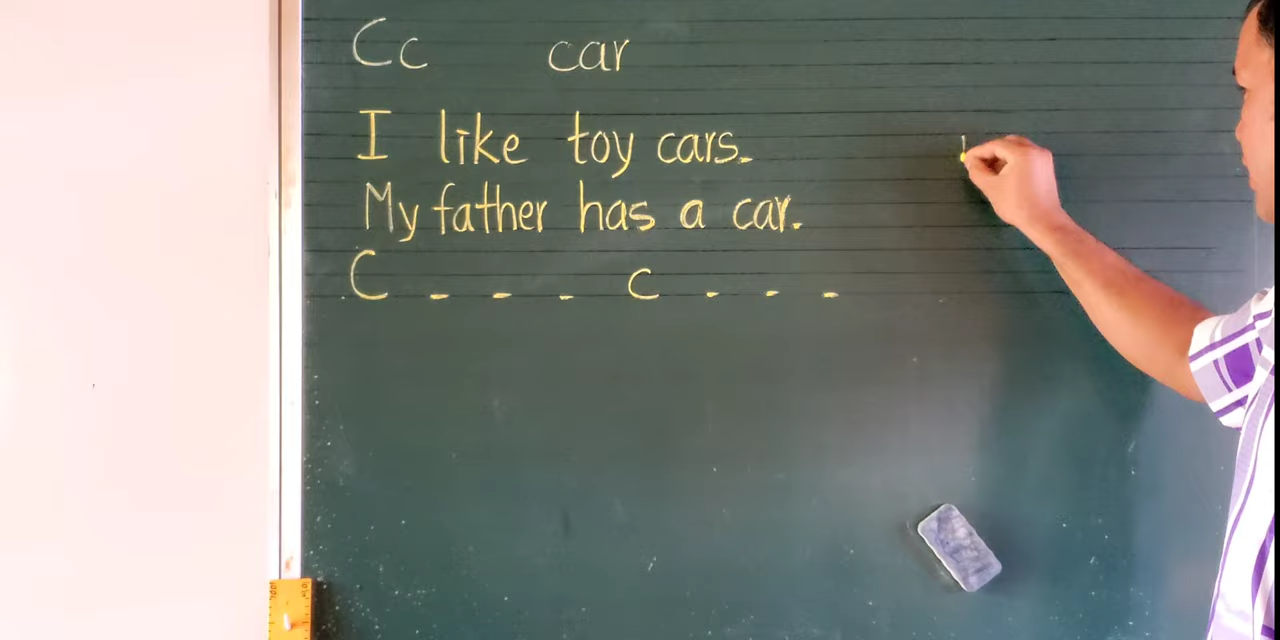 Cc car
I like toy cars.
My father has a car.
C - - - c - - -